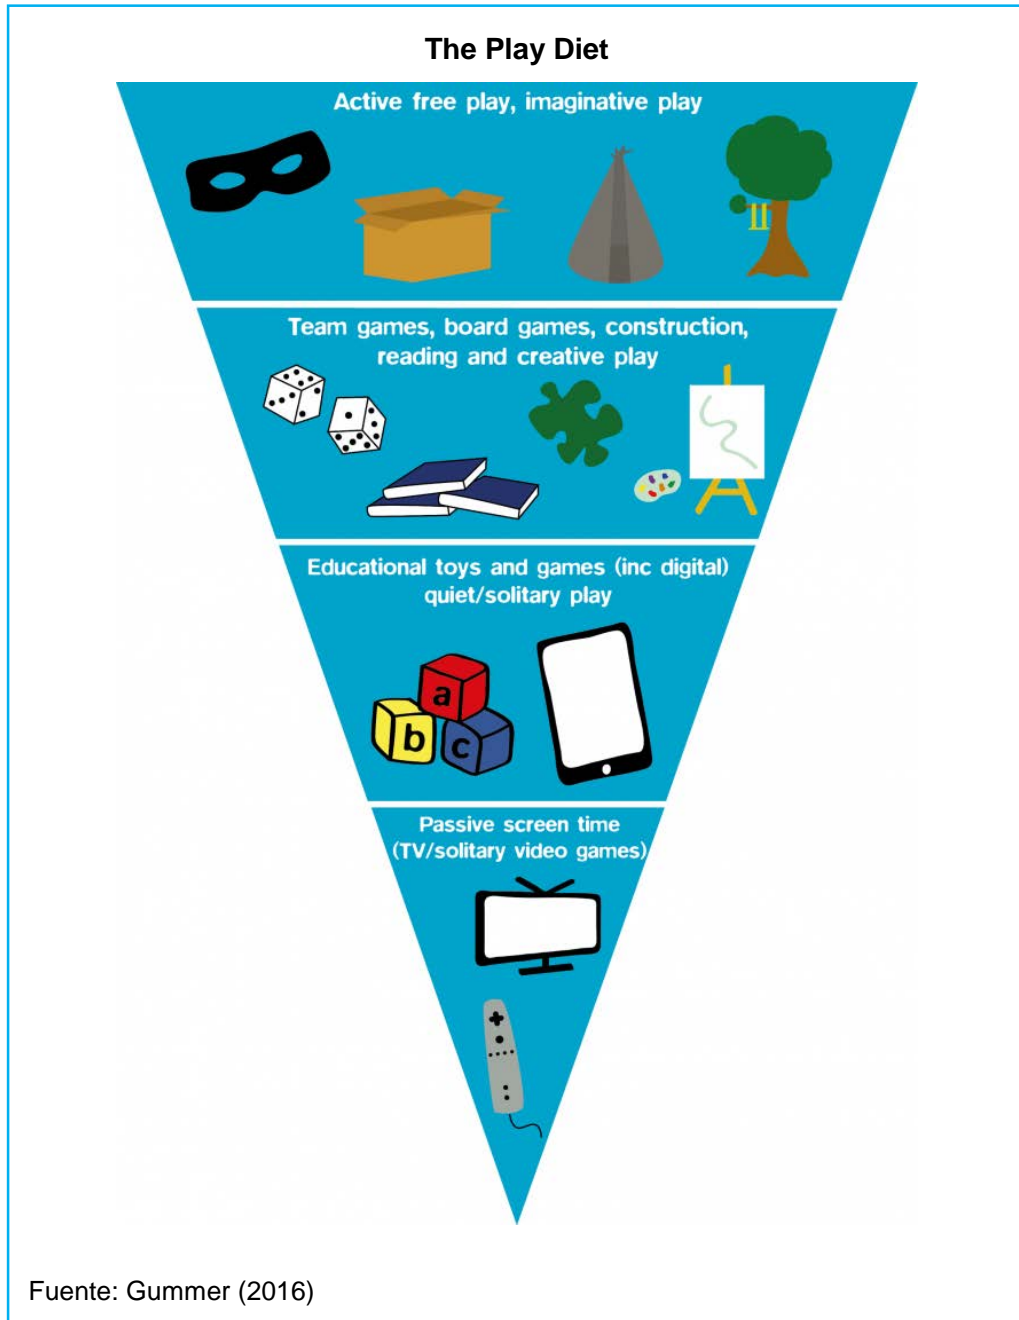 The Play Diet
Active free play, imaginative play
Team games, board games, construction,
reading and creative play
Educational toys and games (inc digital)
quiet/solitary play
a
b c
Passive screen time
(TV/solitary video games)
Fuente: Gummer (2016)